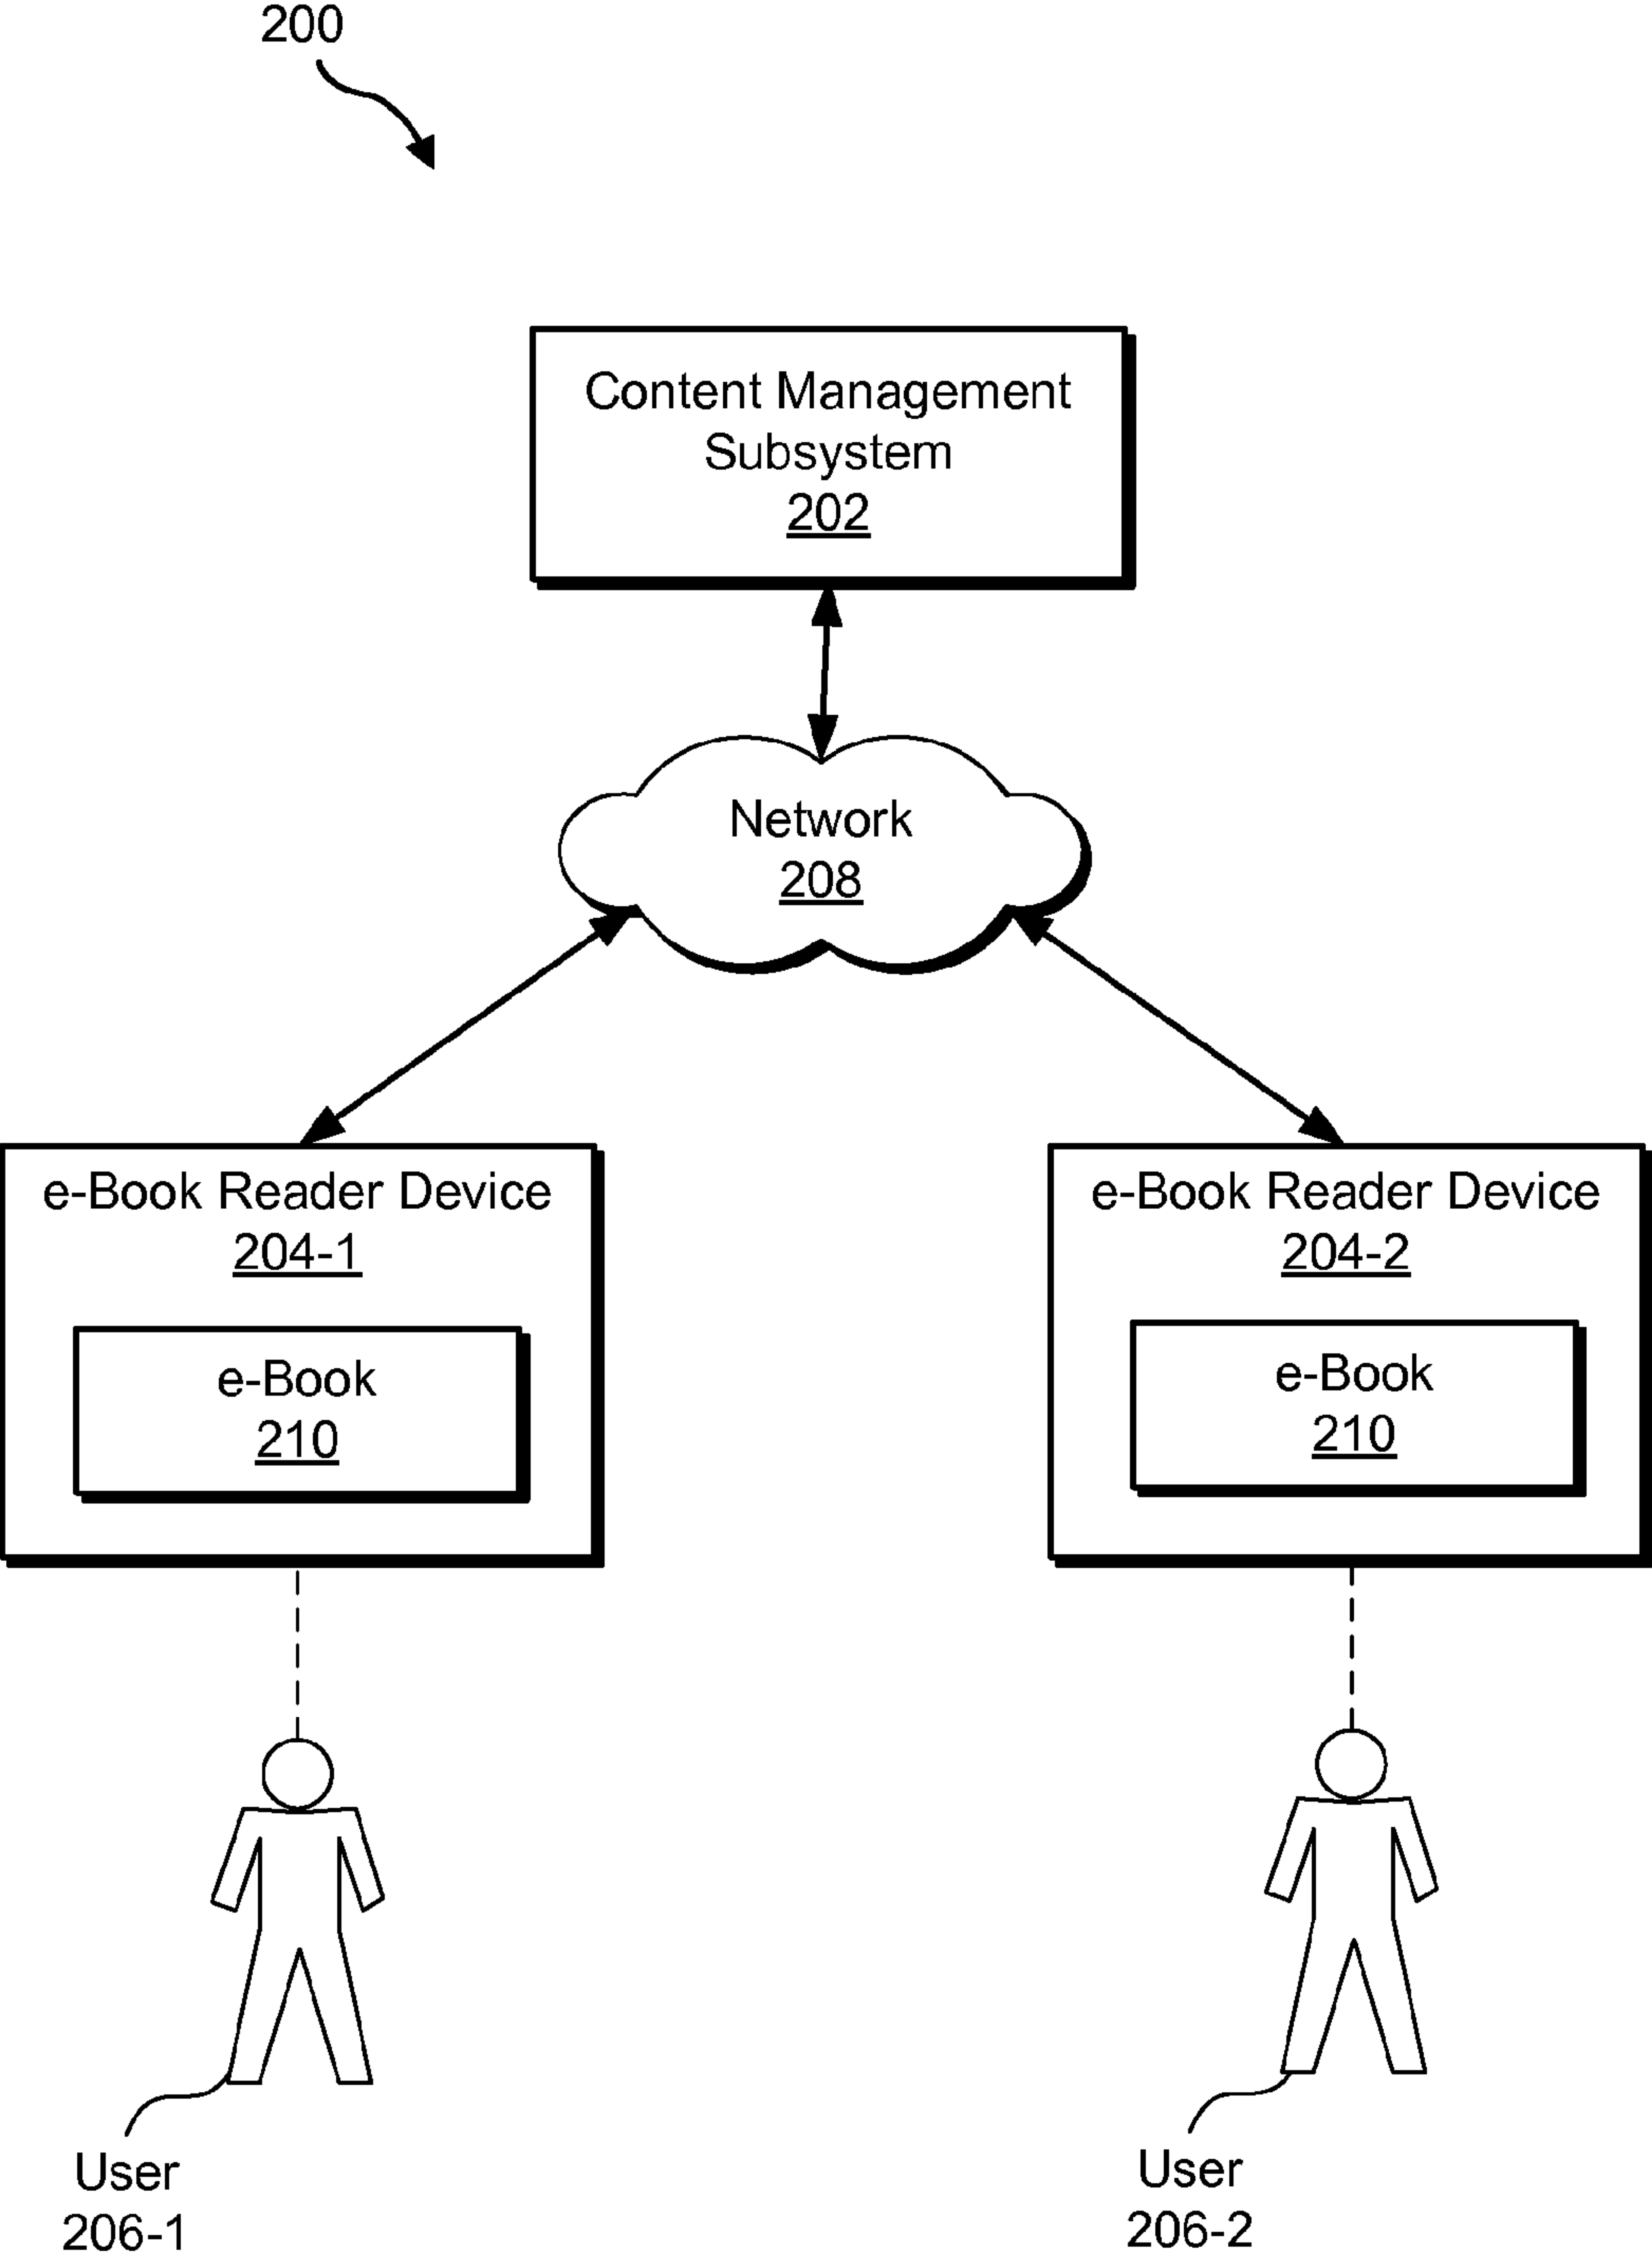 200
Content Management
Subsystem
202
Network
208
e-Book Reader Device
204-1
e-Book
210
e-Book Reader Device
204-2
e-Book
210
User
206-1
User
206-2